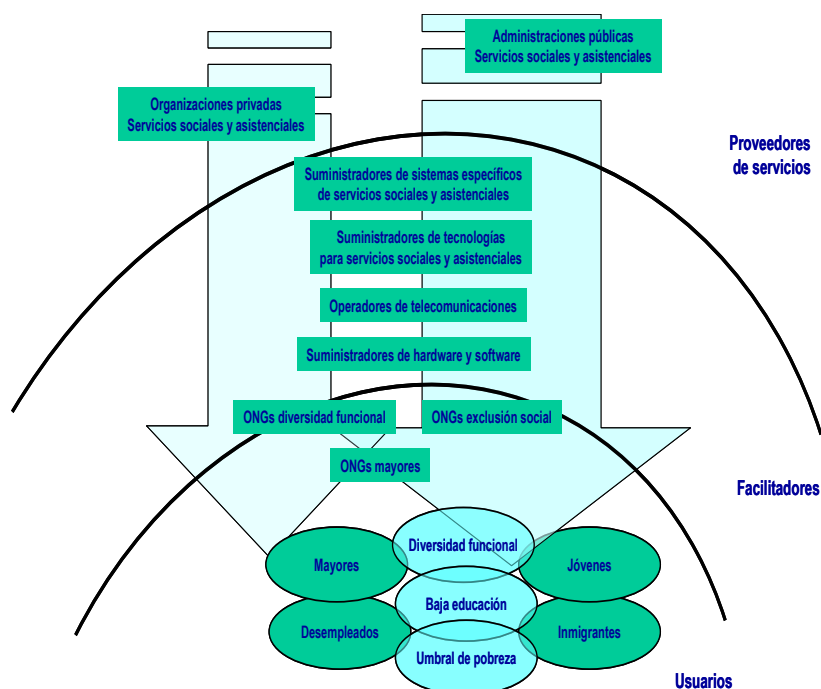 Administraciones públicas
Servicios sociales y asistenciales
Organizaciones privadas
Servicios sociales y asistenciales
Proveedores
de servicios
Suministradores de sistemas específicos
de servicios sociales y asistenciales
Suministradores de tecnologías
para servicios sociales y asistenciales
Operadores de telecomunicaciones
Suministradores de hardware y software
ONGs diversidad funcional
ONGs exclusión social
ONGs mayores
Facilitadores
Diversidad funcional
Mayores
Jóvenes
Baja educación
Desempleados
Inmigrantes
Umbral de pobreza
Usuarios